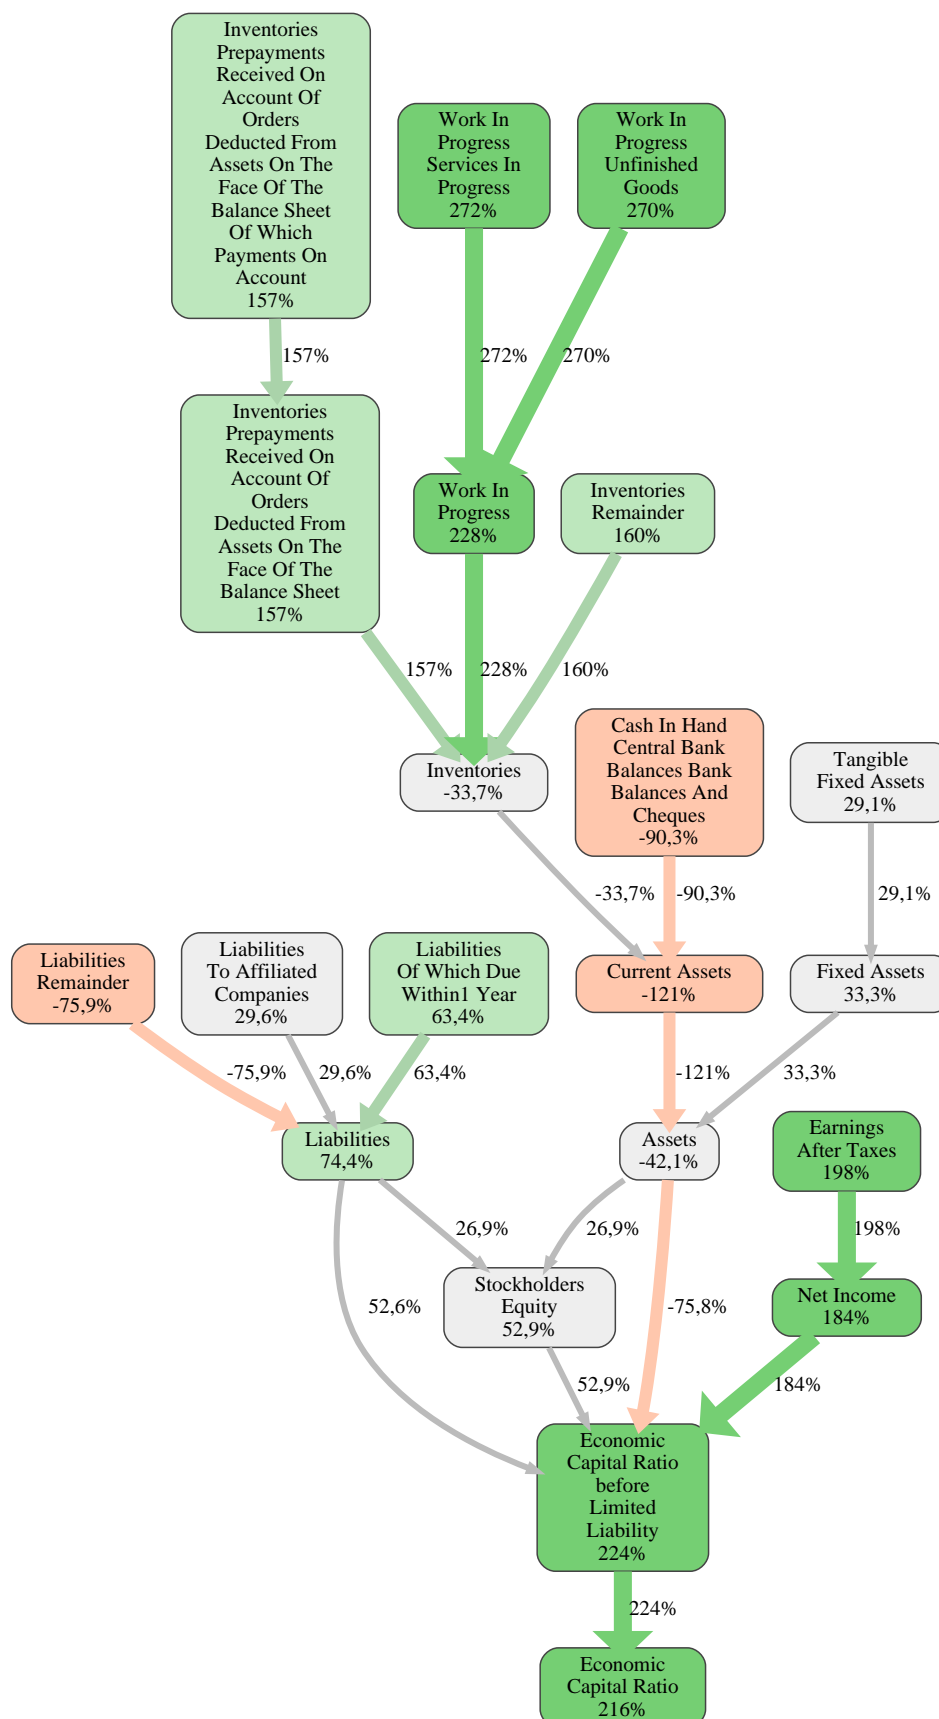 Inventories
Prepayments
Received On
Account Of
Orders
Deducted From
Assets On The
Face Of The
Balance Sheet
Of Which
Payments On
Account
157%
Work In
Progress
Services In
Progress
272%
Work In
Progress
Unfinished
Goods
270%
157%
272%
270%
Inventories
Prepayments
Received On
Account Of
Orders
Deducted From
Assets On The
Face Of The
Balance Sheet
157%
Work In
Progress
228%
Inventories
Remainder
160%
157%
228%
160%
Inventories
-33,7%
Cash In Hand
Central Bank
Balances Bank
Balances And
Cheques
-90,3%
Tangible
Fixed Assets
29,1%
-33,7%
-90,3%
29,1%
Liabilities
Remainder
-75,9%
Liabilities
To Affiliated
Companies
29,6%
Liabilities
Of Which Due
Within1 Year
63,4%
Current Assets
-121%
Fixed Assets
33,3%
-75,9%
29,6%
63,4%
-121%
33,3%
Liabilities
74,4%
Assets
-42,1%
Earnings
After Taxes
198%
26,9%
26,9%
198%
52,6%
Stockholders
Equity
52,9%
-75,8%
Net Income
184%
52,9%
184%
Economic
Capital Ratio
before
Limited
Liability
224%
224%
Economic
Capital Ratio
216%